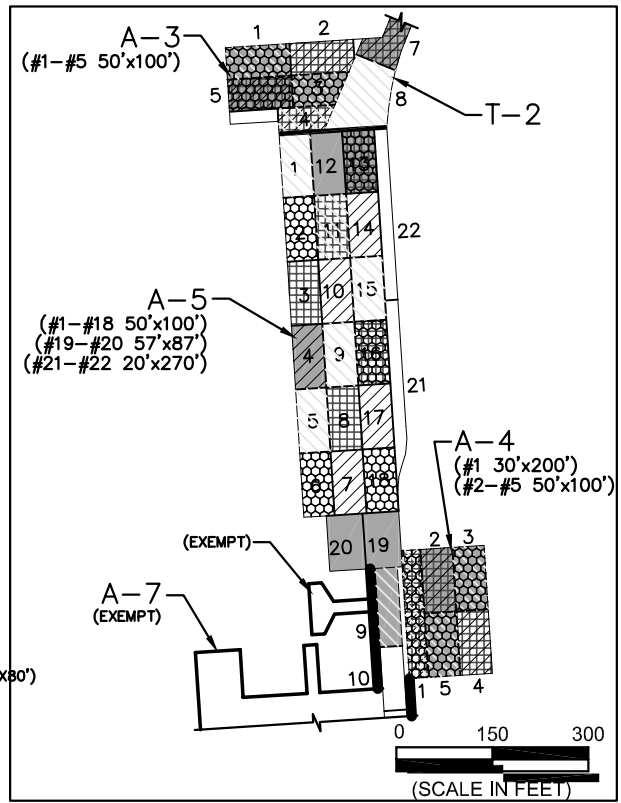 1 2
A-3
(#1-#5 50'x100')
7
5 3
8
4
T-2
1 12 13
2 11 14
22
3 10 15
A-5
(#1-#18 50'x100')
(#19-#20 57'x87')
(#21-#22 20'x270')
4 9 16
21
5 8 17
A-4
(#1 30'x200')
(#2-#5 50'x100')
6 7 18
(EXEMPT)
20 19
2 3
A-7
(EXEMPT)
9
X80')
10
1 5 4
0 150 300
(SCALE IN FEET)